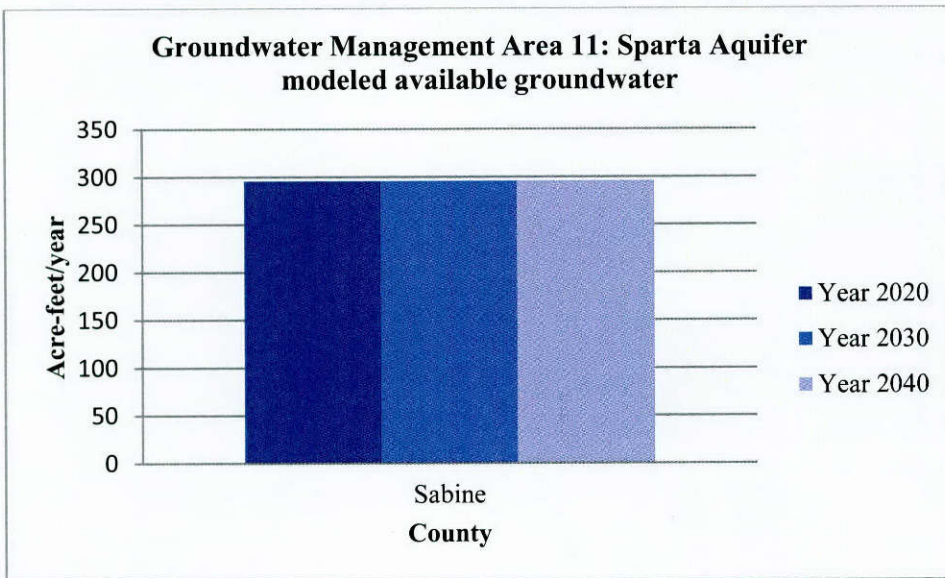 Groundwater Management Area 11: Sparta Aquifer
modeled available groundwater
Acre-feet/year
350
300
250
200
150
100
50
0
Sabine
County
Year 2020
Year 2030
Year 2040